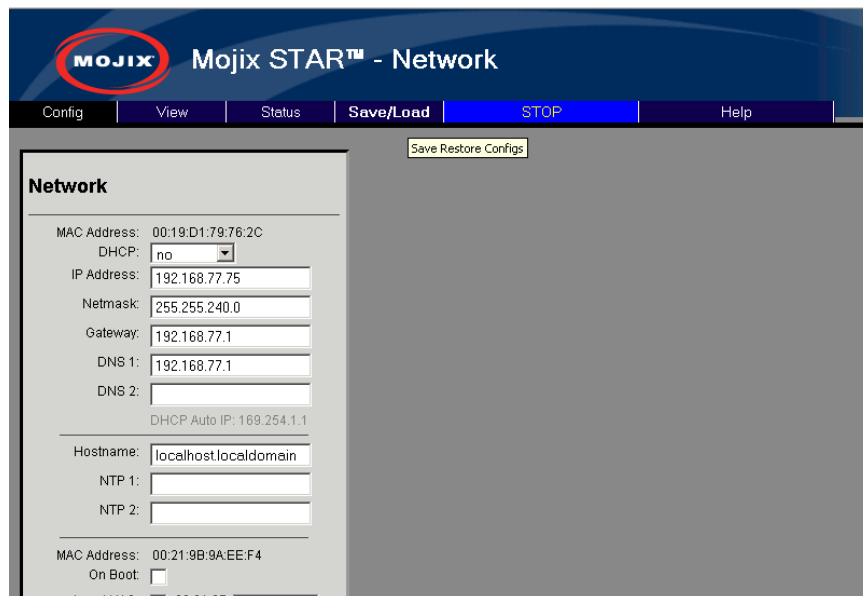 MOJIX Mojix STAR™ - Network
Config View Status Save/Load STOP Help
Save Restore Configs
Network
MAC Address: 00:19:D1:79:76:2C
DHCP: no
IP Address: 192.168.77.75
Netmask: 255.255.240.0
Gateway: 192.168.77.1
DNS 1: 192.168.77.1
DNS 2:
DHCP Auto IP: 169.254.1.1
Hostname: localhost.localdomain
NTP 1:
NTP 2:
MAC Address: 00:21:9B:9A:EE:F4
On Boot: